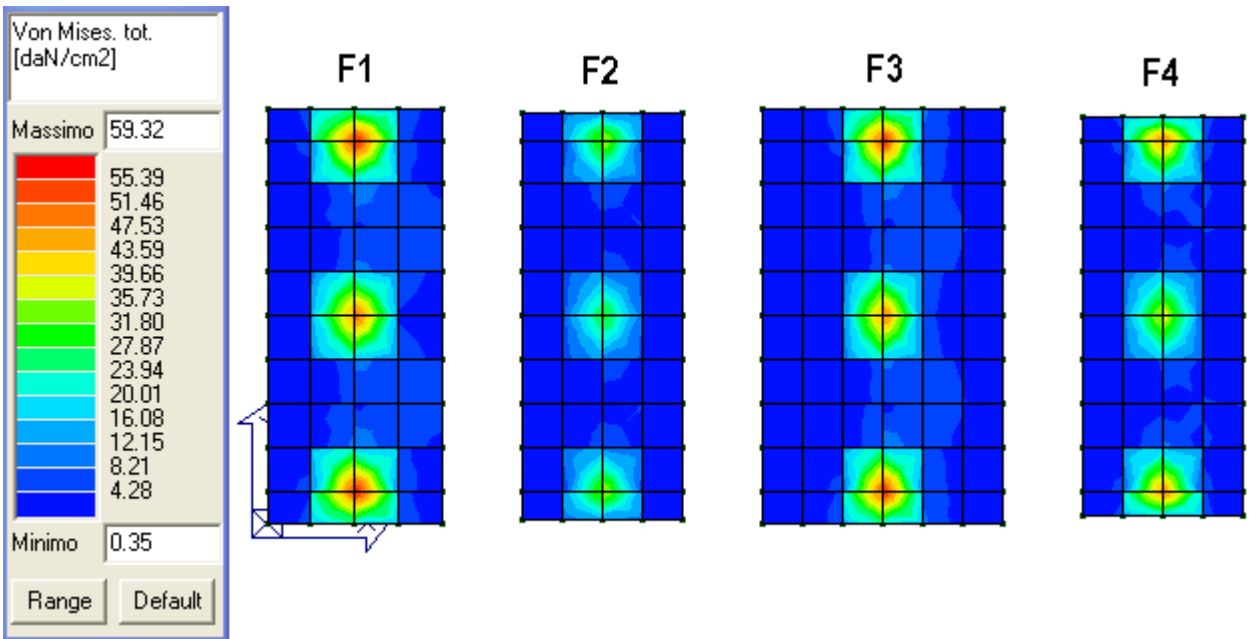 Von Mises. tot.
[daN/cm2]
Massimo 59.32
55.39
51.46
47.53
43.59
39.66
35.73
31.80
27.87
23.94
20.01
16.08
12.15
8.21
4.28
Minimo 0.35
Range Default
F1 F2 F3 F4